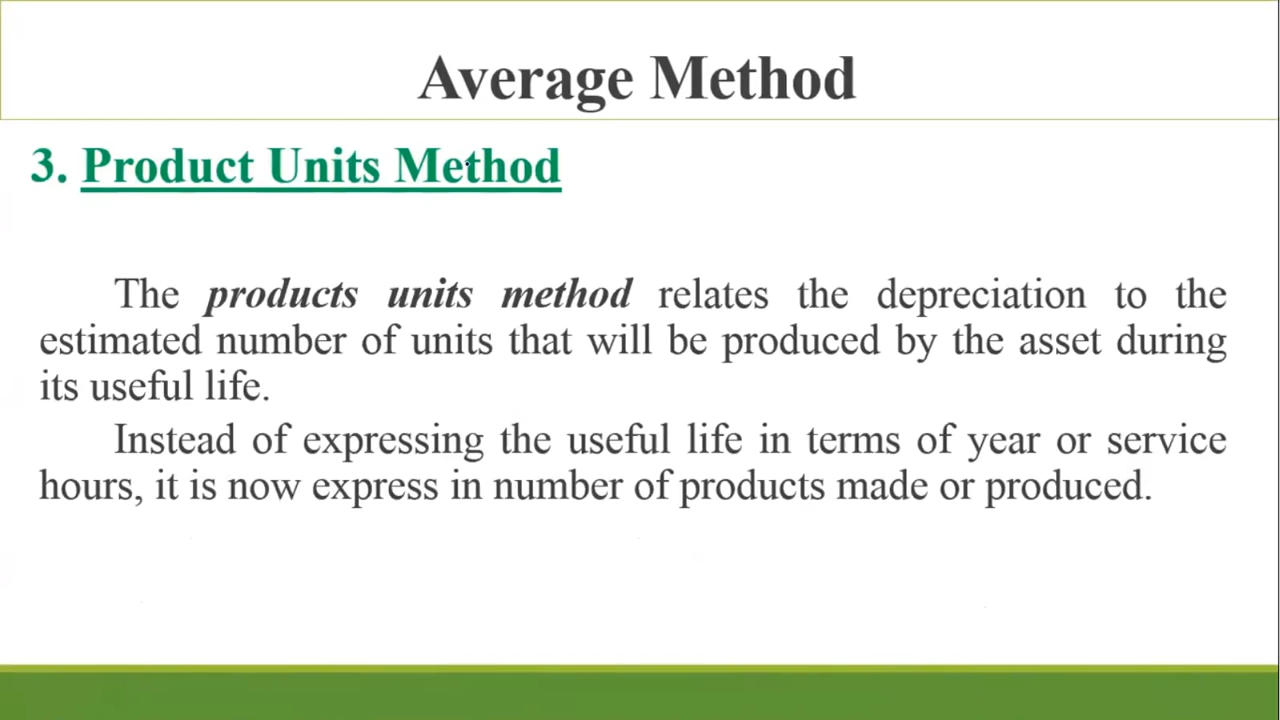 Average Method
3. Product Units Method
The products units method relates the depreciation to the
estimated number of units that will be produced by the asset during
its useful life.
Instead of expressing the useful life in terms of year or service
hours, it is now express in number of products made or produced.